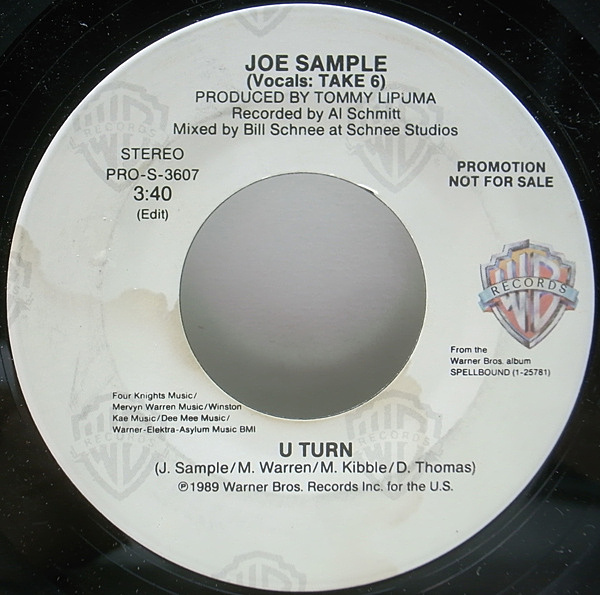 JOE SAMPLE
(Vocals: TAKE 6)
PRODUCED BY TOMMY LIPUMA
Recorded by Al Schmitt
Mixed by Bill Schnee at Schnee Studios
STEREO
PRO-S-3607
3:40
(Edit)
PROMOTION
NOT FOR SALE
WB
RECORDS
From the
Warner Bros. album
SPELLBOUND (1-25781)
Four Knights Music/
Mervyn Warren Music/Winston
Kae Music/Dee Mee Music/
Warner-Elektra-Asylum Music BMI
U TURN
(J. Sample/M. Warren/M. Kibble/D. Thomas)
℗1989 Warner Bros. Records Inc. for the U.S.